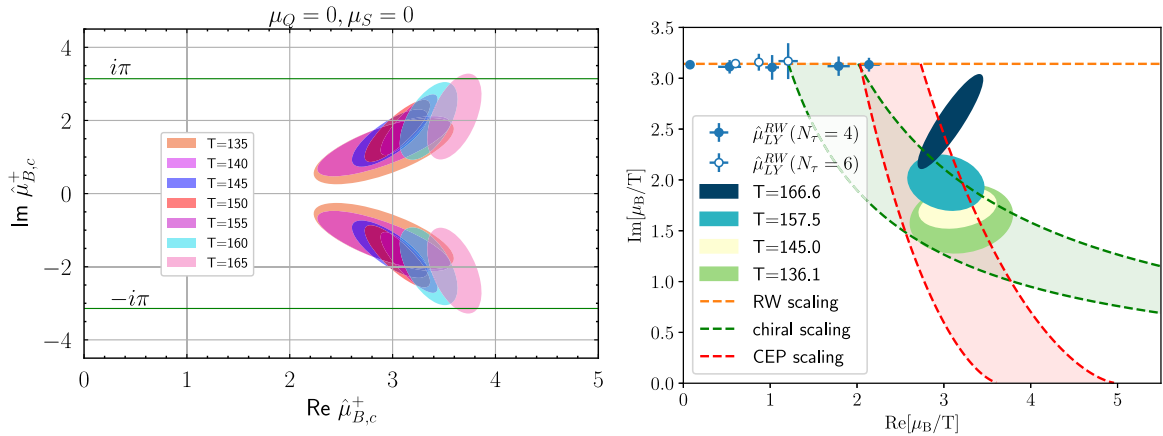 μ_Q = 0, μ_S = 0
4
2
0
−2
−4
Im μ̂⁺_{B,c}
iπ
−iπ
T=135
T=140
T=145
T=150
T=155
T=160
T=165
0 1 2 3 4 5
Re μ̂⁺_{B,c}
3.5
3.0
2.5
2.0
1.5
1.0
0.5
0.0
Im[μ_B/T]
μ̂^{RW}_{LY}(N_τ = 4)
μ̂^{RW}_{LY}(N_τ = 6)
T=166.6
T=157.5
T=145.0
T=136.1
RW scaling
chiral scaling
CEP scaling
0 1 2 3 4 5
Re[μ_B/T]